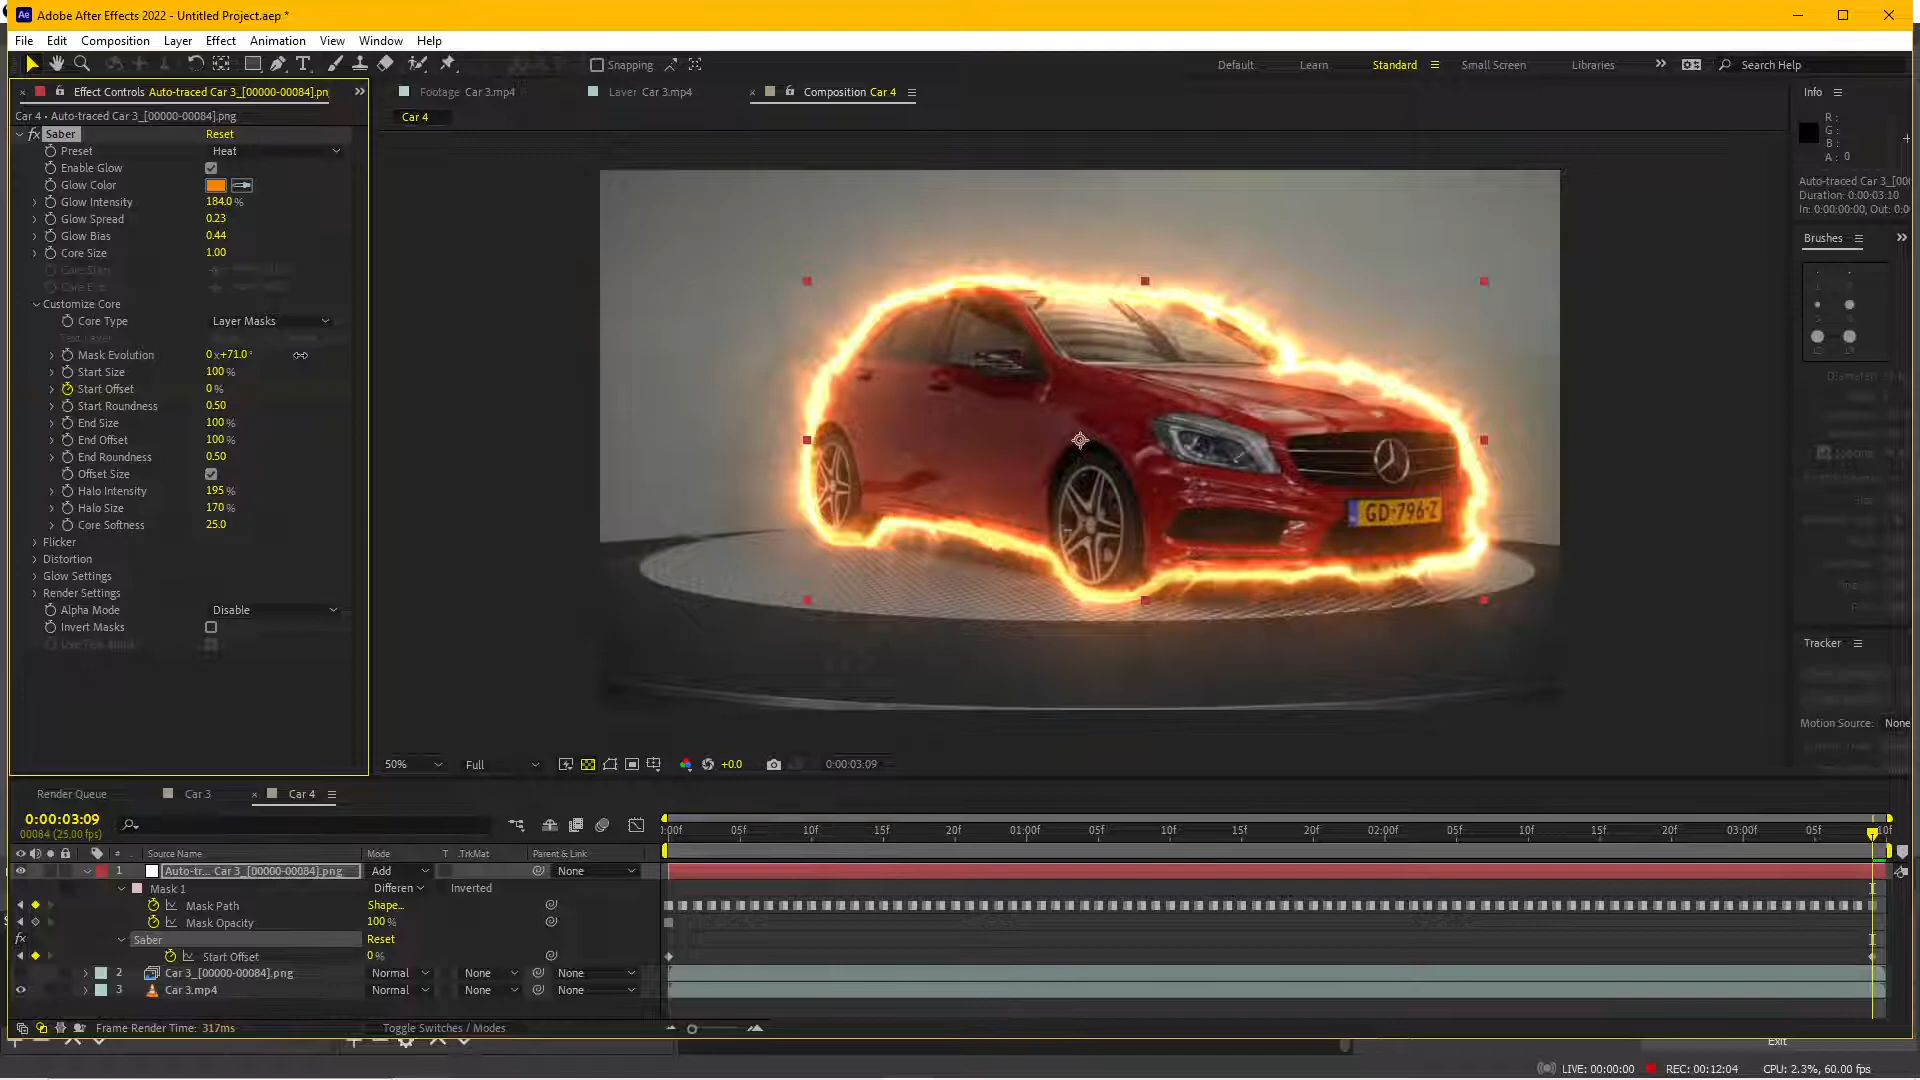 Ae Adobe After Effects 2022 - Untitled Project.aep *
File Edit Composition Layer Effect Animation View Window Help
Snapping
Default Learn Standard Small Screen Libraries Search Help
Effect Controls Auto-traced Car 3_[00000-00084].pn
Footage Car 3.mp4
Layer Car 3.mp4
Composition Car 4
Car 4 • Auto-traced Car 3_[00000-00084].png
Car 4
fx Saber Reset
Preset Heat
Enable Glow
Glow Color
Glow Intensity 184.0 %
Glow Spread 0.23
Glow Bias 0.44
Core Size 1.00
Customize Core
Core Type Layer Masks
Mask Evolution 0 x+71.0°
Start Size 100 %
Start Offset 0 %
Start Roundness 0.50
End Size 100 %
End Offset 100 %
End Roundness 0.50
Offset Size
Halo Intensity 195 %
Halo Size 170 %
Core Softness 25.0
Flicker
Distortion
Glow Settings
Render Settings
Alpha Mode Disable
Invert Masks
GD-796-Z
Info
R :
G :
B :
A : 0
Auto-traced Car 3_[000
Duration: 0:00:03:10
In: 0:00:00:00, Out: 0:0
Brushes
Tracker
Motion Source: None
50% Full +0.0 0:00:03:09
Render Queue Car 3 Car 4
0:00:03:09
00084 (25.00 fps)
:00f 05f 10f 15f 20f 01:00f 05f 10f 15f 20f 02:00f 05f 10f 15f 20f 03:00f 05f 10f
# Source Name Mode T .TrkMat Parent & Link
1 Auto-tr... Car 3_[00000-00084].png Add None
Mask 1 Differen Inverted
Mask Path Shape...
Mask Opacity 100 %
fx Saber Reset
Start Offset 0 %
2 Car 3_[00000-00084].png Normal None None
3 Car 3.mp4 Normal None None
Frame Render Time: 317ms Toggle Switches / Modes
Exit
LIVE: 00:00:00 REC: 00:12:04 CPU: 2.3%, 60.00 fps